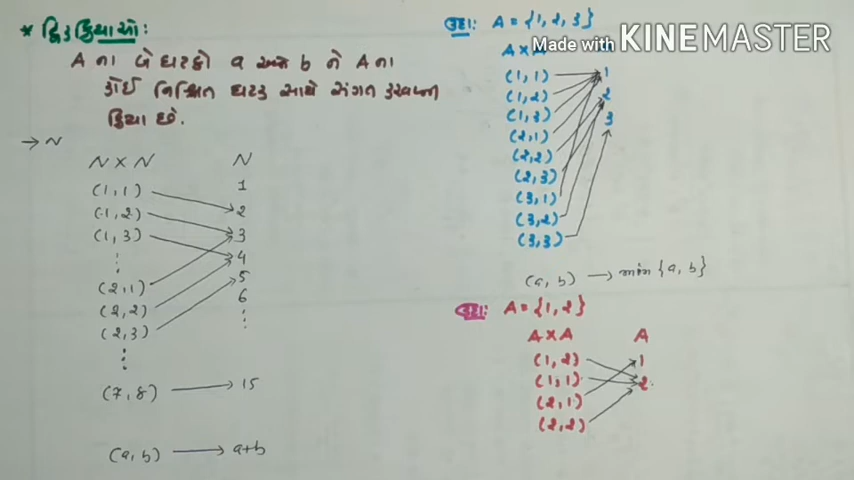 * દ્વિક્ક્રિયાઓ:
A ના બે ઘટકો a અને b ને A ના
કોઈ નિશ્ચિત ઘટક સાથે સંગત કરવાની
ક્રિયા છે.
→ N
N × N N
(1,1) 1
(1,2) 2
(1,3) 3
⋮ 4
(2,1) 5
(2,2) 6
(2,3) ⋮
⋮
(7,8) → 15
(a,b) → a+b
ઉદા: A = {1,2,3}
Made with KINEMASTER
A×A
(1,1) 1
(1,2) 2
(1,3) 3
(2,1)
(2,2)
(2,3)
(3,1)
(3,2)
(3,3)
(a,b) → min {a,b}
ઉદા: A = {1,2}
A×A A
(1,2) 1
(1,1) 2
(2,1)
(2,2)